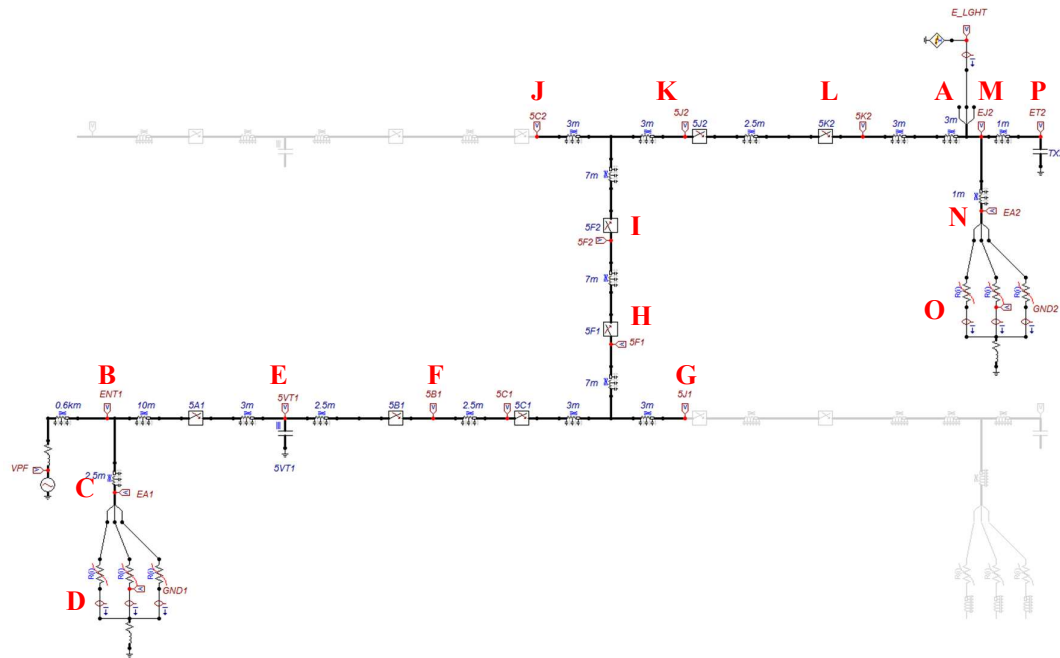 E_LGHT
J
K
L
A
M
P
5C2
5J2
5J2
5K2
5K2
EJ2
ET2
3m
3m
2.5m
3m
3m
1m
TX
7m
1m
5F2
I
N
EA2
5F2
7m
R(i)
R(i)
R(i)
GND2
O
H
5F1
5F1
B
E
F
G
7m
ENT1
5VT1
5B1
5J1
0.6km
10m
5A1
3m
2.5m
5B1
2.5m
5C1
5C1
3m
3m
5VT1
VPF
2.5m
C
EA1
R(i)
R(i)
R(i)
GND1
D